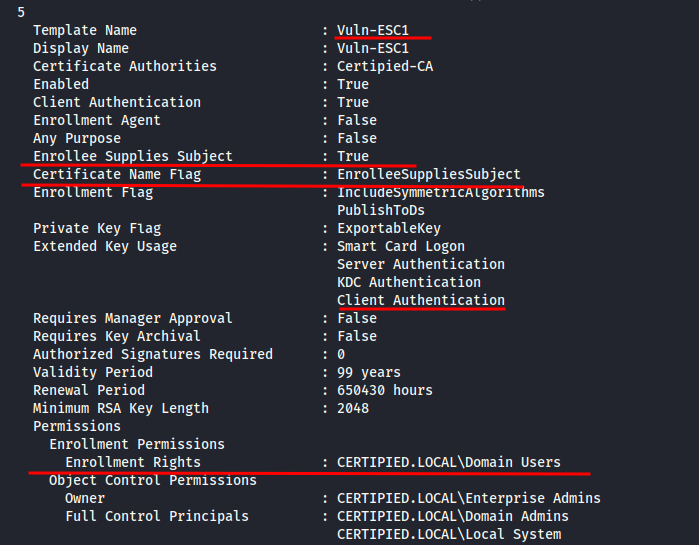 5
Template Name : Vuln-ESC1
Display Name : Vuln-ESC1
Certificate Authorities : Certipied-CA
Enabled : True
Client Authentication : True
Enrollment Agent : False
Any Purpose : False
Enrollee Supplies Subject : True
Certificate Name Flag : EnrolleeSuppliesSubject
Enrollment Flag : IncludeSymmetricAlgorithms
PublishToDs
Private Key Flag : ExportableKey
Extended Key Usage : Smart Card Logon
Server Authentication
KDC Authentication
Client Authentication
Requires Manager Approval : False
Requires Key Archival : False
Authorized Signatures Required : 0
Validity Period : 99 years
Renewal Period : 650430 hours
Minimum RSA Key Length : 2048
Permissions
Enrollment Permissions
Enrollment Rights : CERTIPIED.LOCAL\Domain Users
Object Control Permissions
Owner : CERTIPIED.LOCAL\Enterprise Admins
Full Control Principals : CERTIPIED.LOCAL\Domain Admins
CERTIPIED.LOCAL\Local System